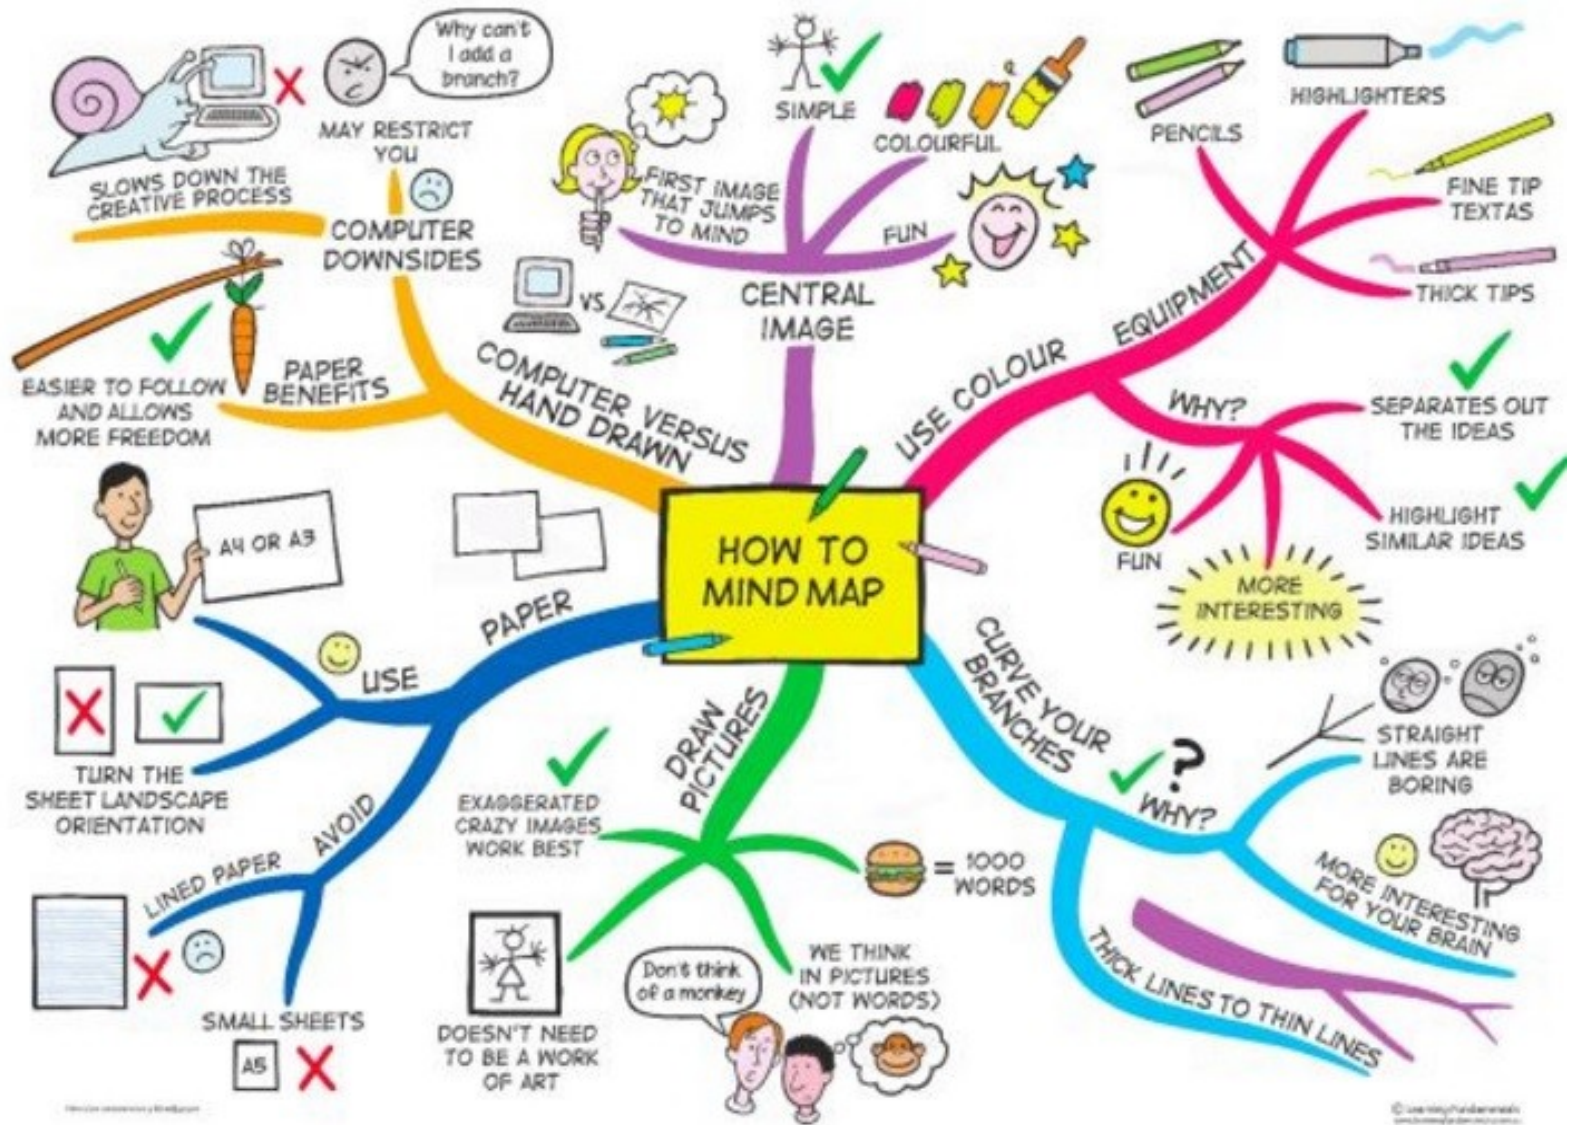 HOW TO
MIND MAP
CENTRAL
IMAGE
FIRST IMAGE
THAT JUMPS
TO MIND
SIMPLE
COLOURFUL
FUN
USE COLOUR
EQUIPMENT
PENCILS
HIGHLIGHTERS
FINE TIP
TEXTAS
THICK TIPS
WHY?
SEPARATES OUT
THE IDEAS
HIGHLIGHT
SIMILAR IDEAS
MORE
INTERESTING
FUN
CURVE YOUR
BRANCHES
?
WHY?
STRAIGHT
LINES ARE
BORING
MORE INTERESTING
FOR YOUR BRAIN
THICK LINES TO THIN LINES
DRAW
PICTURES
= 1000
WORDS
WE THINK
IN PICTURES
(NOT WORDS)
Don't think
of a monkey
DOESN'T NEED
TO BE A WORK
OF ART
EXAGGERATED
CRAZY IMAGES
WORK BEST
PAPER
USE
A4 OR A3
TURN THE
SHEET LANDSCAPE
ORIENTATION
AVOID
LINED PAPER
SMALL SHEETS
A5
COMPUTER VERSUS
HAND DRAWN
VS
PAPER
BENEFITS
EASIER TO FOLLOW
AND ALLOWS
MORE FREEDOM
COMPUTER
DOWNSIDES
SLOWS DOWN THE
CREATIVE PROCESS
MAY RESTRICT
YOU
Why can't
I add a
branch?
© Learning Fundamentals